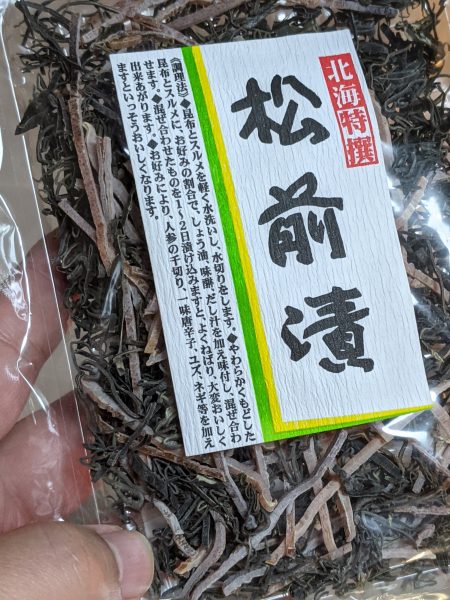 北海特撰
松前漬
《調理法》◆昆布とスルメを軽く水洗いし、水切りをします。◆やわらかくもどした
昆布とスルメに、お好みの割合で、しょう油、味醂、だし汁を加え味付し、混ぜ合わ
せます。◆混ぜ合わせたものを1〜2日漬け込みますと、よくねばり、大変おいしく
出来あがります。◆お好みにより、人参の千切り、一味唐辛子、ユズ、ネギ等を加え
ますといっそうおいしくなります。